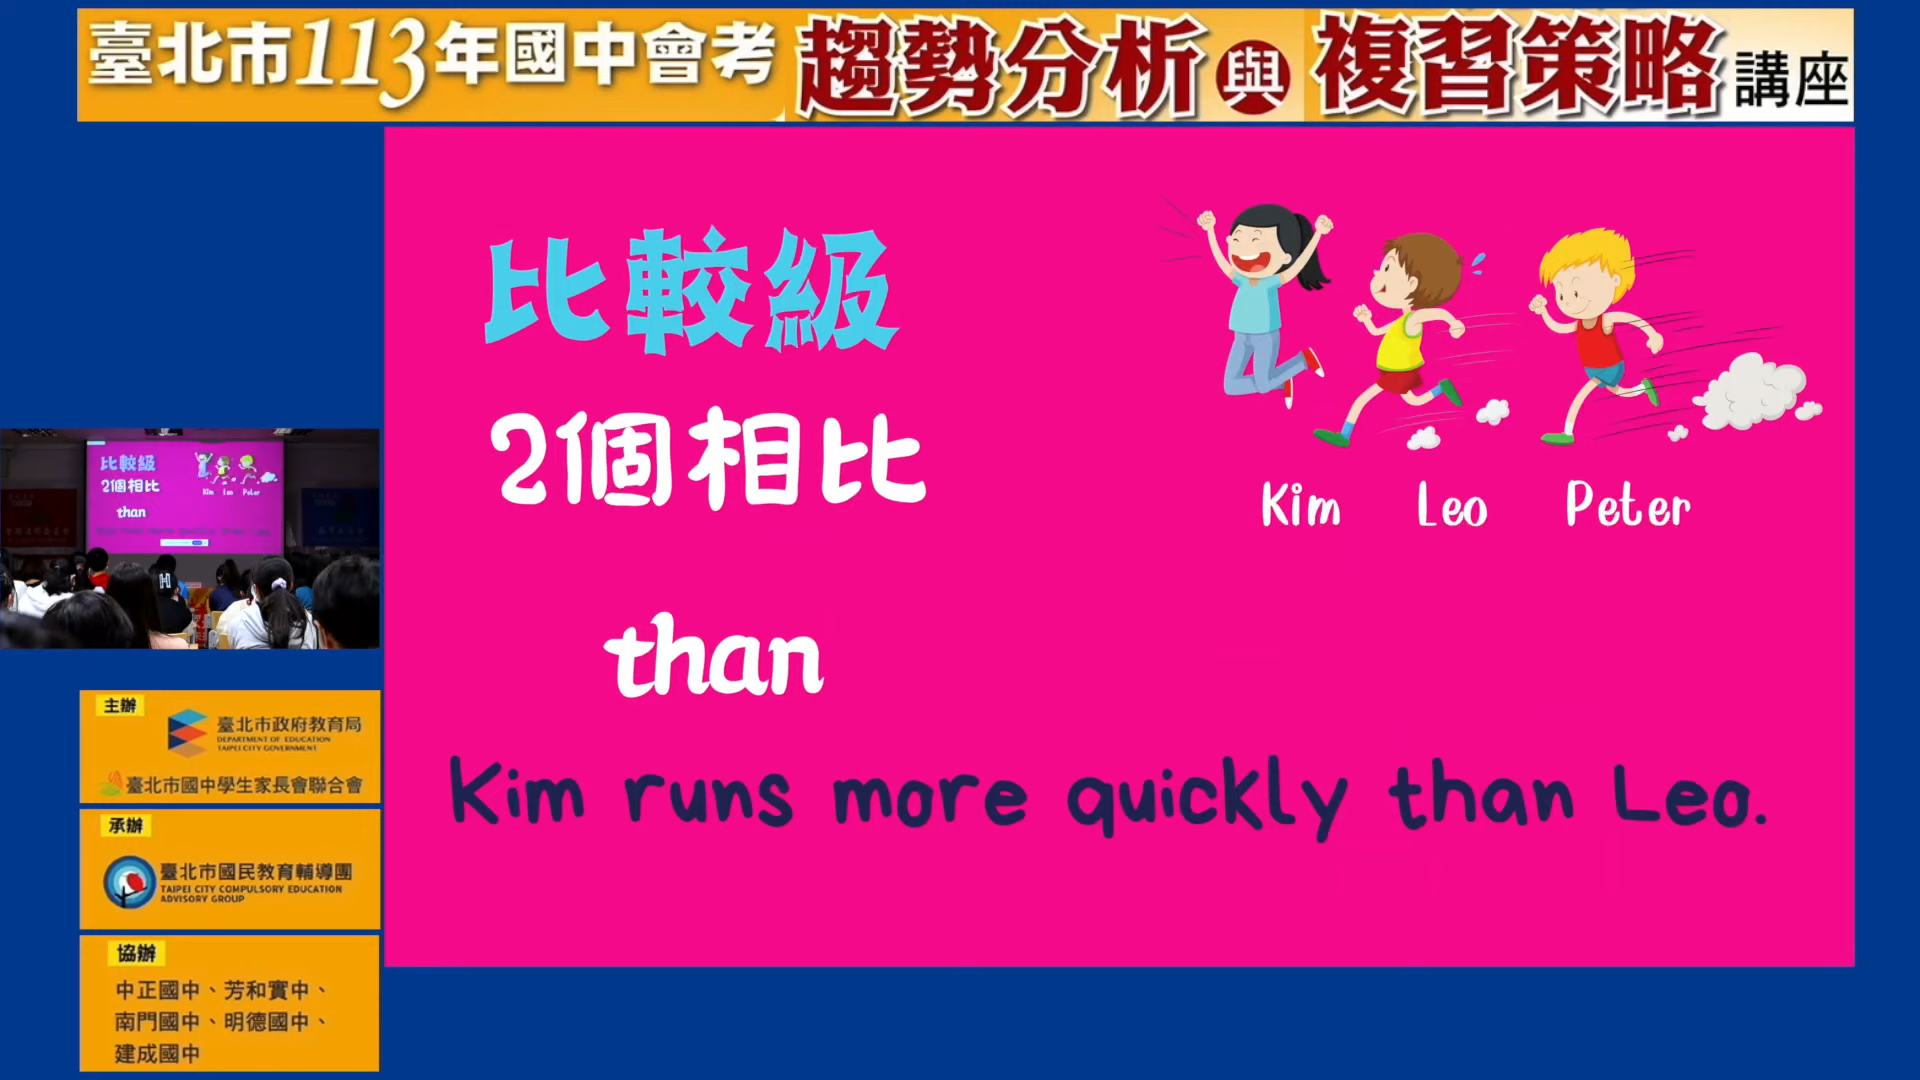 臺北市113年國中會考 趨勢分析與複習策略講座
比較級
2個相比
than
Kim Leo Peter
Kim runs more quickly than Leo.
比較級
2個相比
than
Kim Leo Peter
主辦
臺北市政府教育局
DEPARTMENT OF EDUCATION
TAIPEI CITY GOVERNMENT
臺北市國中學生家長會聯合會
承辦
臺北市國民教育輔導團
TAIPEI CITY COMPULSORY EDUCATION
ADVISORY GROUP
協辦
中正國中、芳和實中、
南門國中、明德國中、
建成國中